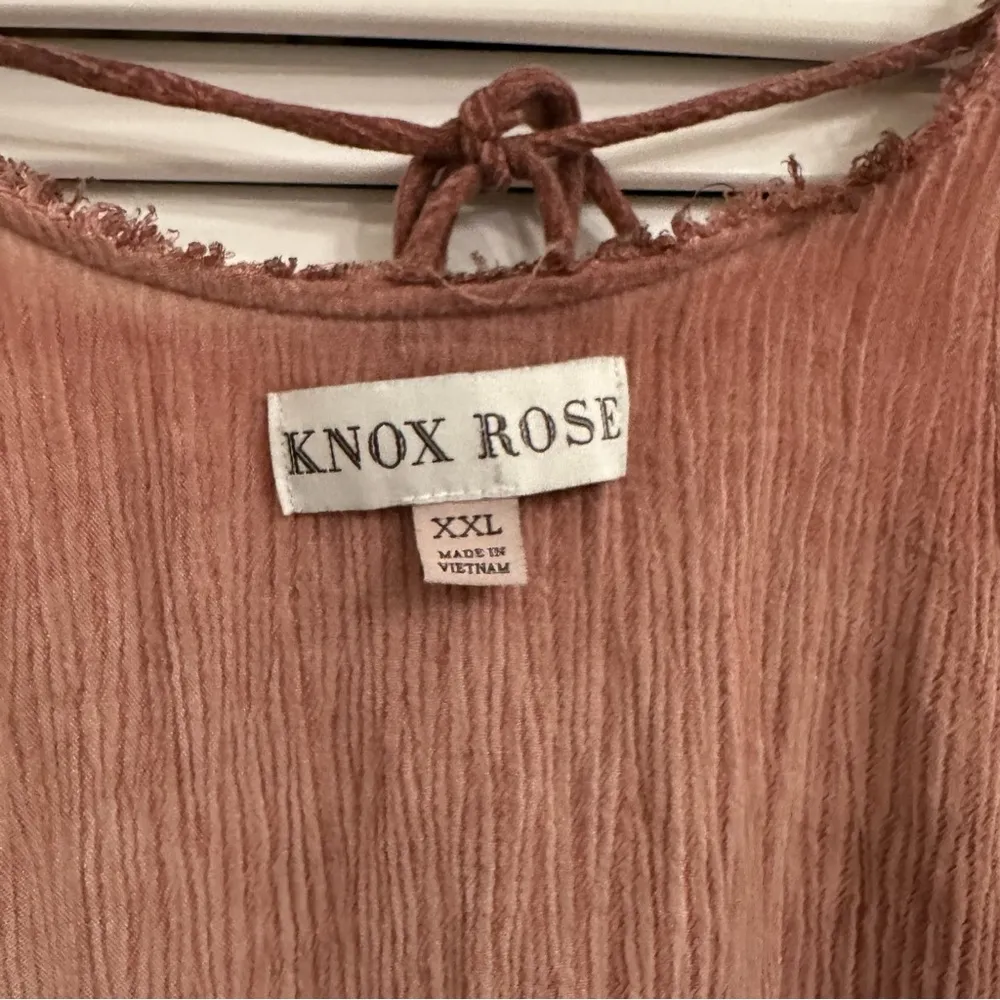 KNOX ROSE
XXL
MADE IN
VIETNAM